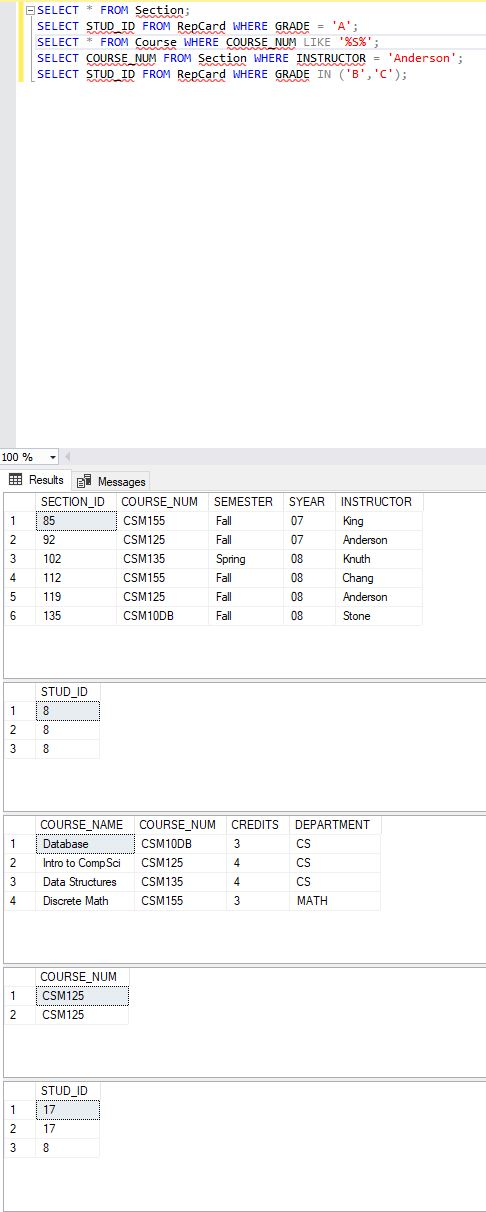 SELECT * FROM Section;
SELECT STUD_ID FROM RepCard WHERE GRADE = 'A';
SELECT * FROM Course WHERE COURSE_NUM LIKE '%S%';
SELECT COURSE_NUM FROM Section WHERE INSTRUCTOR = 'Anderson';
SELECT STUD_ID FROM RepCard WHERE GRADE IN ('B','C');
100 %
Results Messages
SECTION_ID COURSE_NUM SEMESTER SYEAR INSTRUCTOR
1 85 CSM155 Fall 07 King
2 92 CSM125 Fall 07 Anderson
3 102 CSM135 Spring 08 Knuth
4 112 CSM155 Fall 08 Chang
5 119 CSM125 Fall 08 Anderson
6 135 CSM10DB Fall 08 Stone
STUD_ID
1 8
2 8
3 8
COURSE_NAME COURSE_NUM CREDITS DEPARTMENT
1 Database CSM10DB 3 CS
2 Intro to CompSci CSM125 4 CS
3 Data Structures CSM135 4 CS
4 Discrete Math CSM155 3 MATH
COURSE_NUM
1 CSM125
2 CSM125
STUD_ID
1 17
2 17
3 8